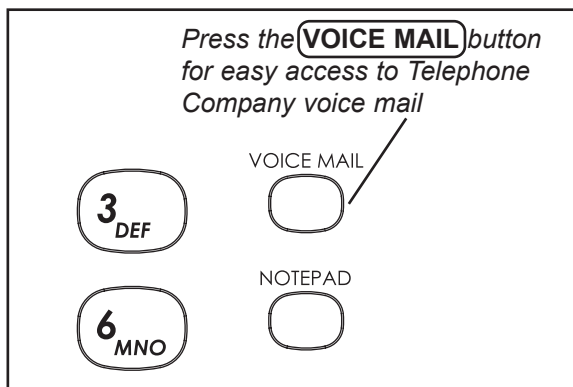 Press the VOICE MAIL button
for easy access to Telephone
Company voice mail
VOICE MAIL
3 DEF
NOTEPAD
6 MNO